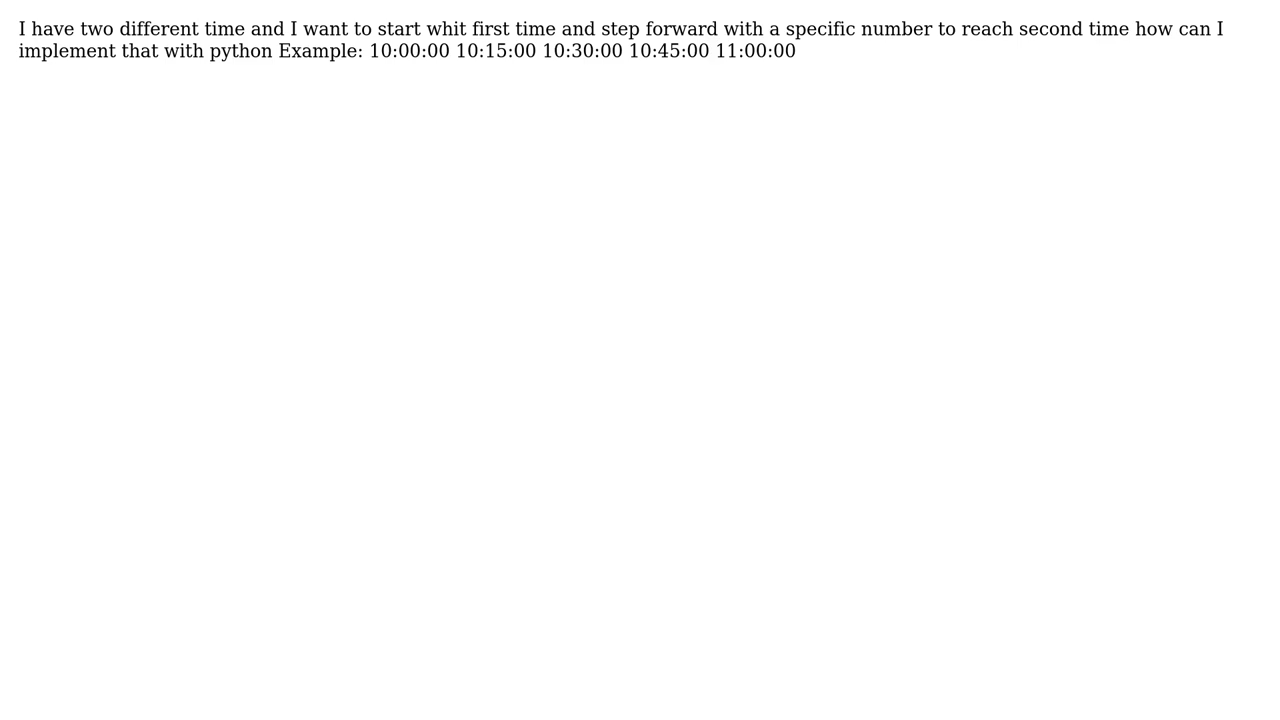 I have two different time and I want to start whit first time and step forward with a specific number to reach second time how can I
implement that with python Example: 10:00:00 10:15:00 10:30:00 10:45:00 11:00:00